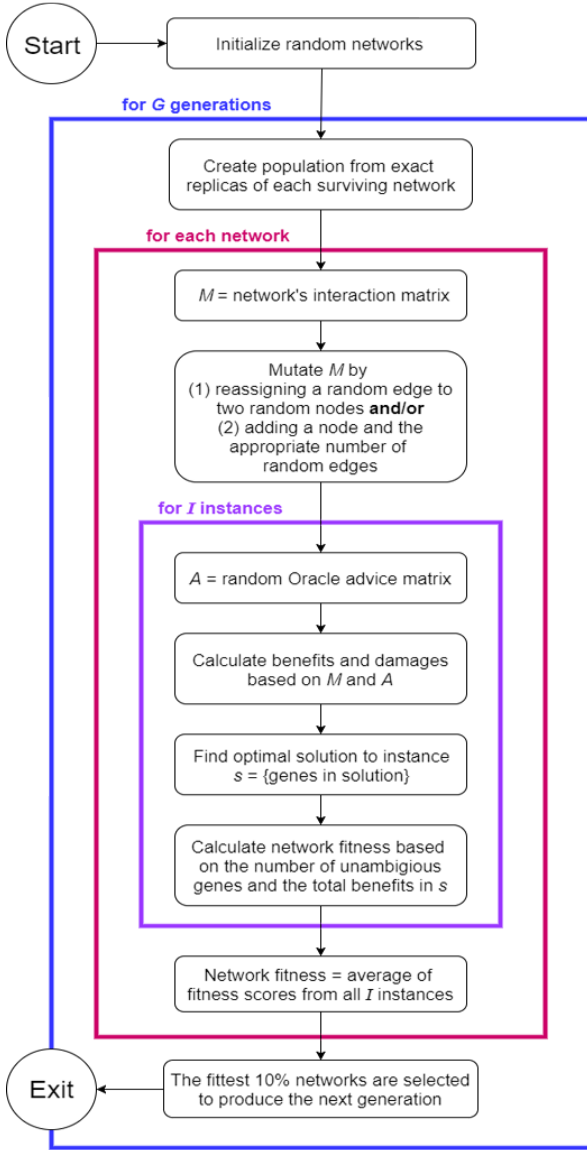 Start
Initialize random networks
for G generations
Create population from exact
replicas of each surviving network
for each network
M = network's interaction matrix
Mutate M by
(1) reassigning a random edge to
two random nodes and/or
(2) adding a node and the
appropriate number of
random edges
for I instances
A = random Oracle advice matrix
Calculate benefits and damages
based on M and A
Find optimal solution to instance
s = {genes in solution}
Calculate network fitness based
on the number of unambigious
genes and the total benefits in s
Network fitness = average of
fitness scores from all I instances
The fittest 10% networks are selected
to produce the next generation
Exit